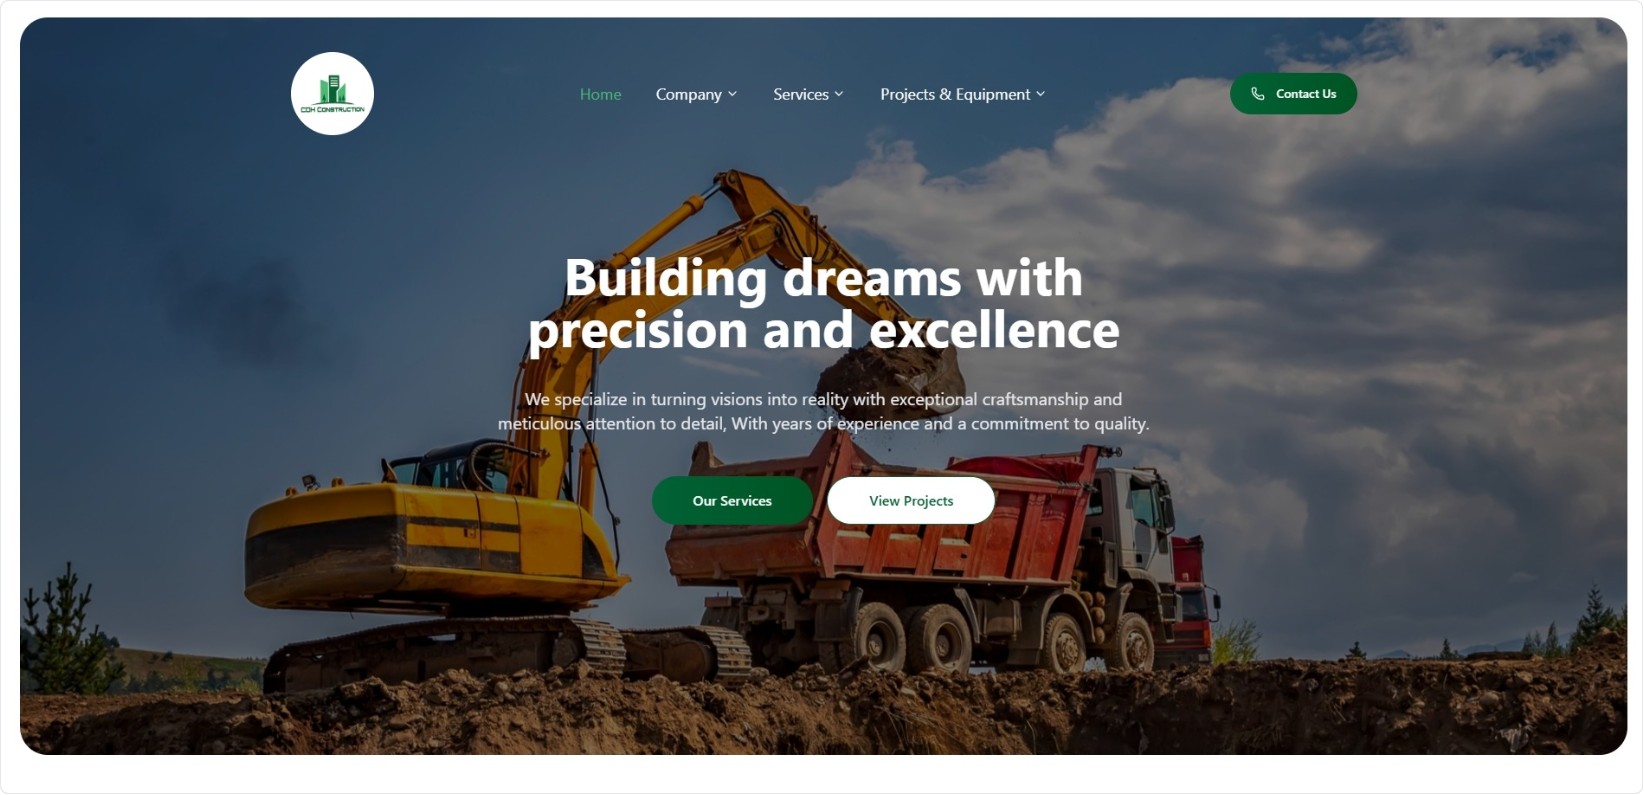 CDH CONSTRUCTION
Home
Company
Services
Projects & Equipment
Contact Us
Building dreams with
precision and excellence
We specialize in turning visions into reality with exceptional craftsmanship and
meticulous attention to detail, With years of experience and a commitment to quality.
Our Services
View Projects